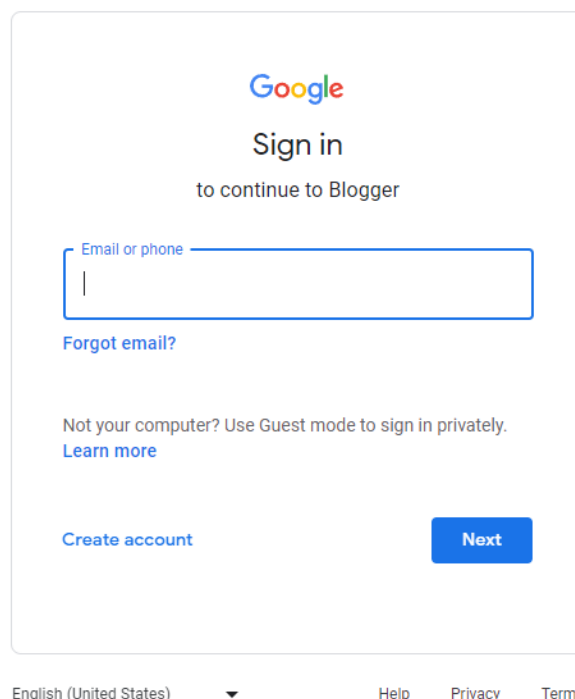 Google
Sign in
to continue to Blogger
Email or phone
Forgot email?
Not your computer? Use Guest mode to sign in privately.
Learn more
Create account
Next
English (United States)
Help
Privacy
Term